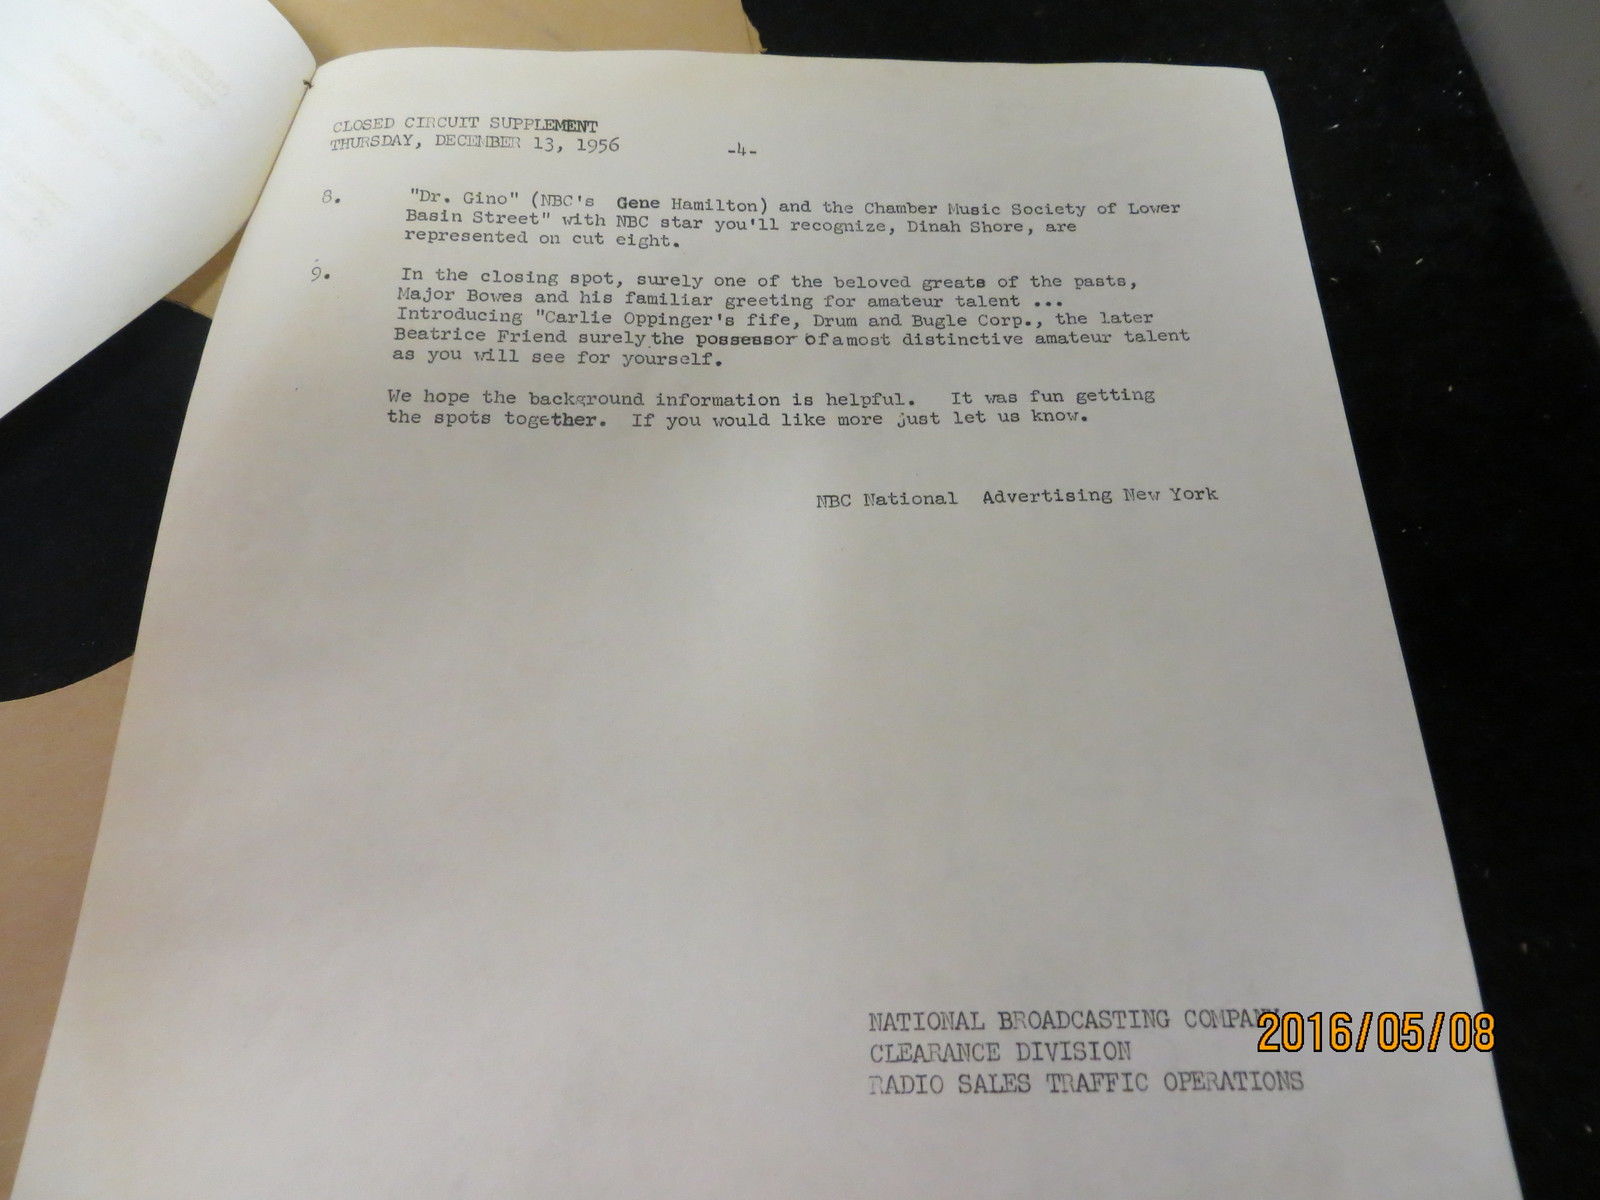 CLOSED CIRCUIT SUPPLEMENT
THURSDAY, DECEMBER 13, 1956 -4-
8. "Dr. Gino" (NBC's Gene Hamilton) and the Chamber Music Society of Lower
Basin Street" with NBC star you'll recognize, Dinah Shore, are
represented on cut eight.
9. In the closing spot, surely one of the beloved greats of the pasts,
Major Bowes and his familiar greeting for amateur talent ...
Introducing "Carlie Oppinger's fife, Drum and Bugle Corp., the later
Beatrice Friend surely the possessor of a most distinctive amateur talent
as you will see for yourself.
We hope the background information is helpful. It was fun getting
the spots together. If you would like more just let us know.
NBC National Advertising New York
NATIONAL BROADCASTING COMPANY
CLEARANCE DIVISION
RADIO SALES TRAFFIC OPERATIONS
2016/05/08